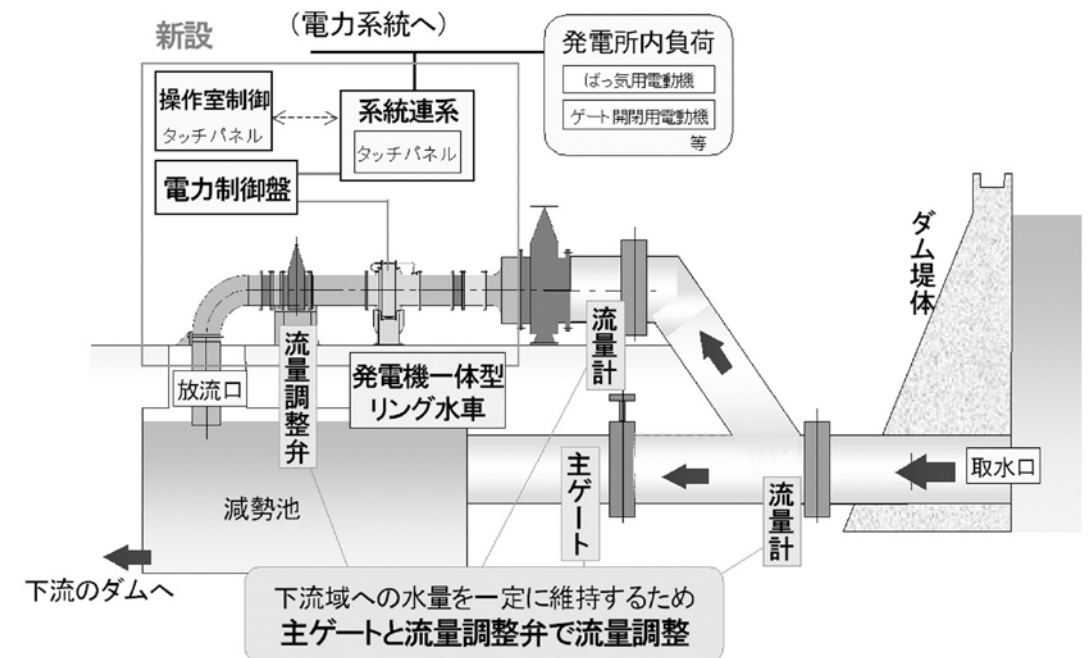 新設
(電力系統へ)
発電所内負荷
ばっ気用電動機
ゲート開閉用電動機
等
操作室制御
タッチパネル
系統連系
タッチパネル
電力制御盤
ダム堤体
流量計
流量調整弁
発電機一体型
リング水車
放流口
取水口
主ゲート
流量計
減勢池
下流のダムへ
下流域への水量を一定に維持するため
主ゲートと流量調整弁で流量調整